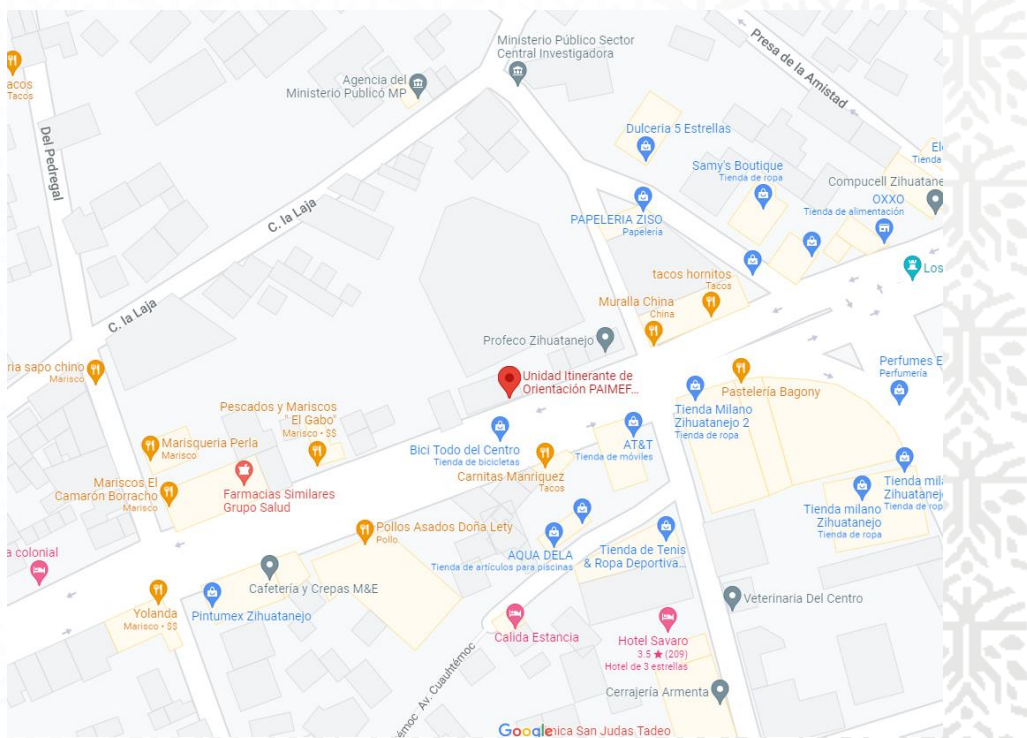 Ministerio Público Sector
Central Investigadora
Presa de la Amistad
acos
Tacos
Agencia del
Ministerio Publicó MP
Del Pedregal
Dulceria 5 Estrellas
Samy's Boutique
Tienda de ropa
El
Tienda
Compucell Zihuatane
OXXO
Tienda de alimentación
C. la Laja
PAPELERIA ZISO
Papelería
tacos hornitos
Tacos
Los
C. la Laja
Muralla China
China
Profeco Zihuatanejo
ria sapo chino
Marisco
Unidad Itinerante de
Orientación PAIMEF...
Perfumes E
Perfumería
Pastelería Bagony
Pescados y Mariscos
" El Gabo"
Marisco • $$
Tienda Milano
Zihuatanejo 2
Tienda de ropa
Marisqueria Perla
Marisco
Bici Todo del Centro
Tienda de bicicletas
AT&T
Tienda de móviles
Carnitas Manriguez
Tacos
Mariscos El
Camarón Borracho
Marisco
Farmacias Similares
Grupo Salud
Tienda mil
Zihuatanej
Tienda de rop
Tienda milano
Zihuatanejo
Tienda de ropa
Pollos Asados Doña Lety
Pollo
a colonial
AQUA DELA
Tienda de artículos para piscinas
Tienda de Tenis
& Ropa Deportiva...
Cafetería y Crepas M&E
Veterinaria Del Centro
Yolanda
Marisco • $$
Pintumex Zihuatanejo
Calida Estancia
Hotel Savaro
3.5 ★ (209)
Hotel de 3 estrellas
Av. Cuauhtémoc
émoc
Cerrajería Armenta
Google
nica San Judas Tadeo